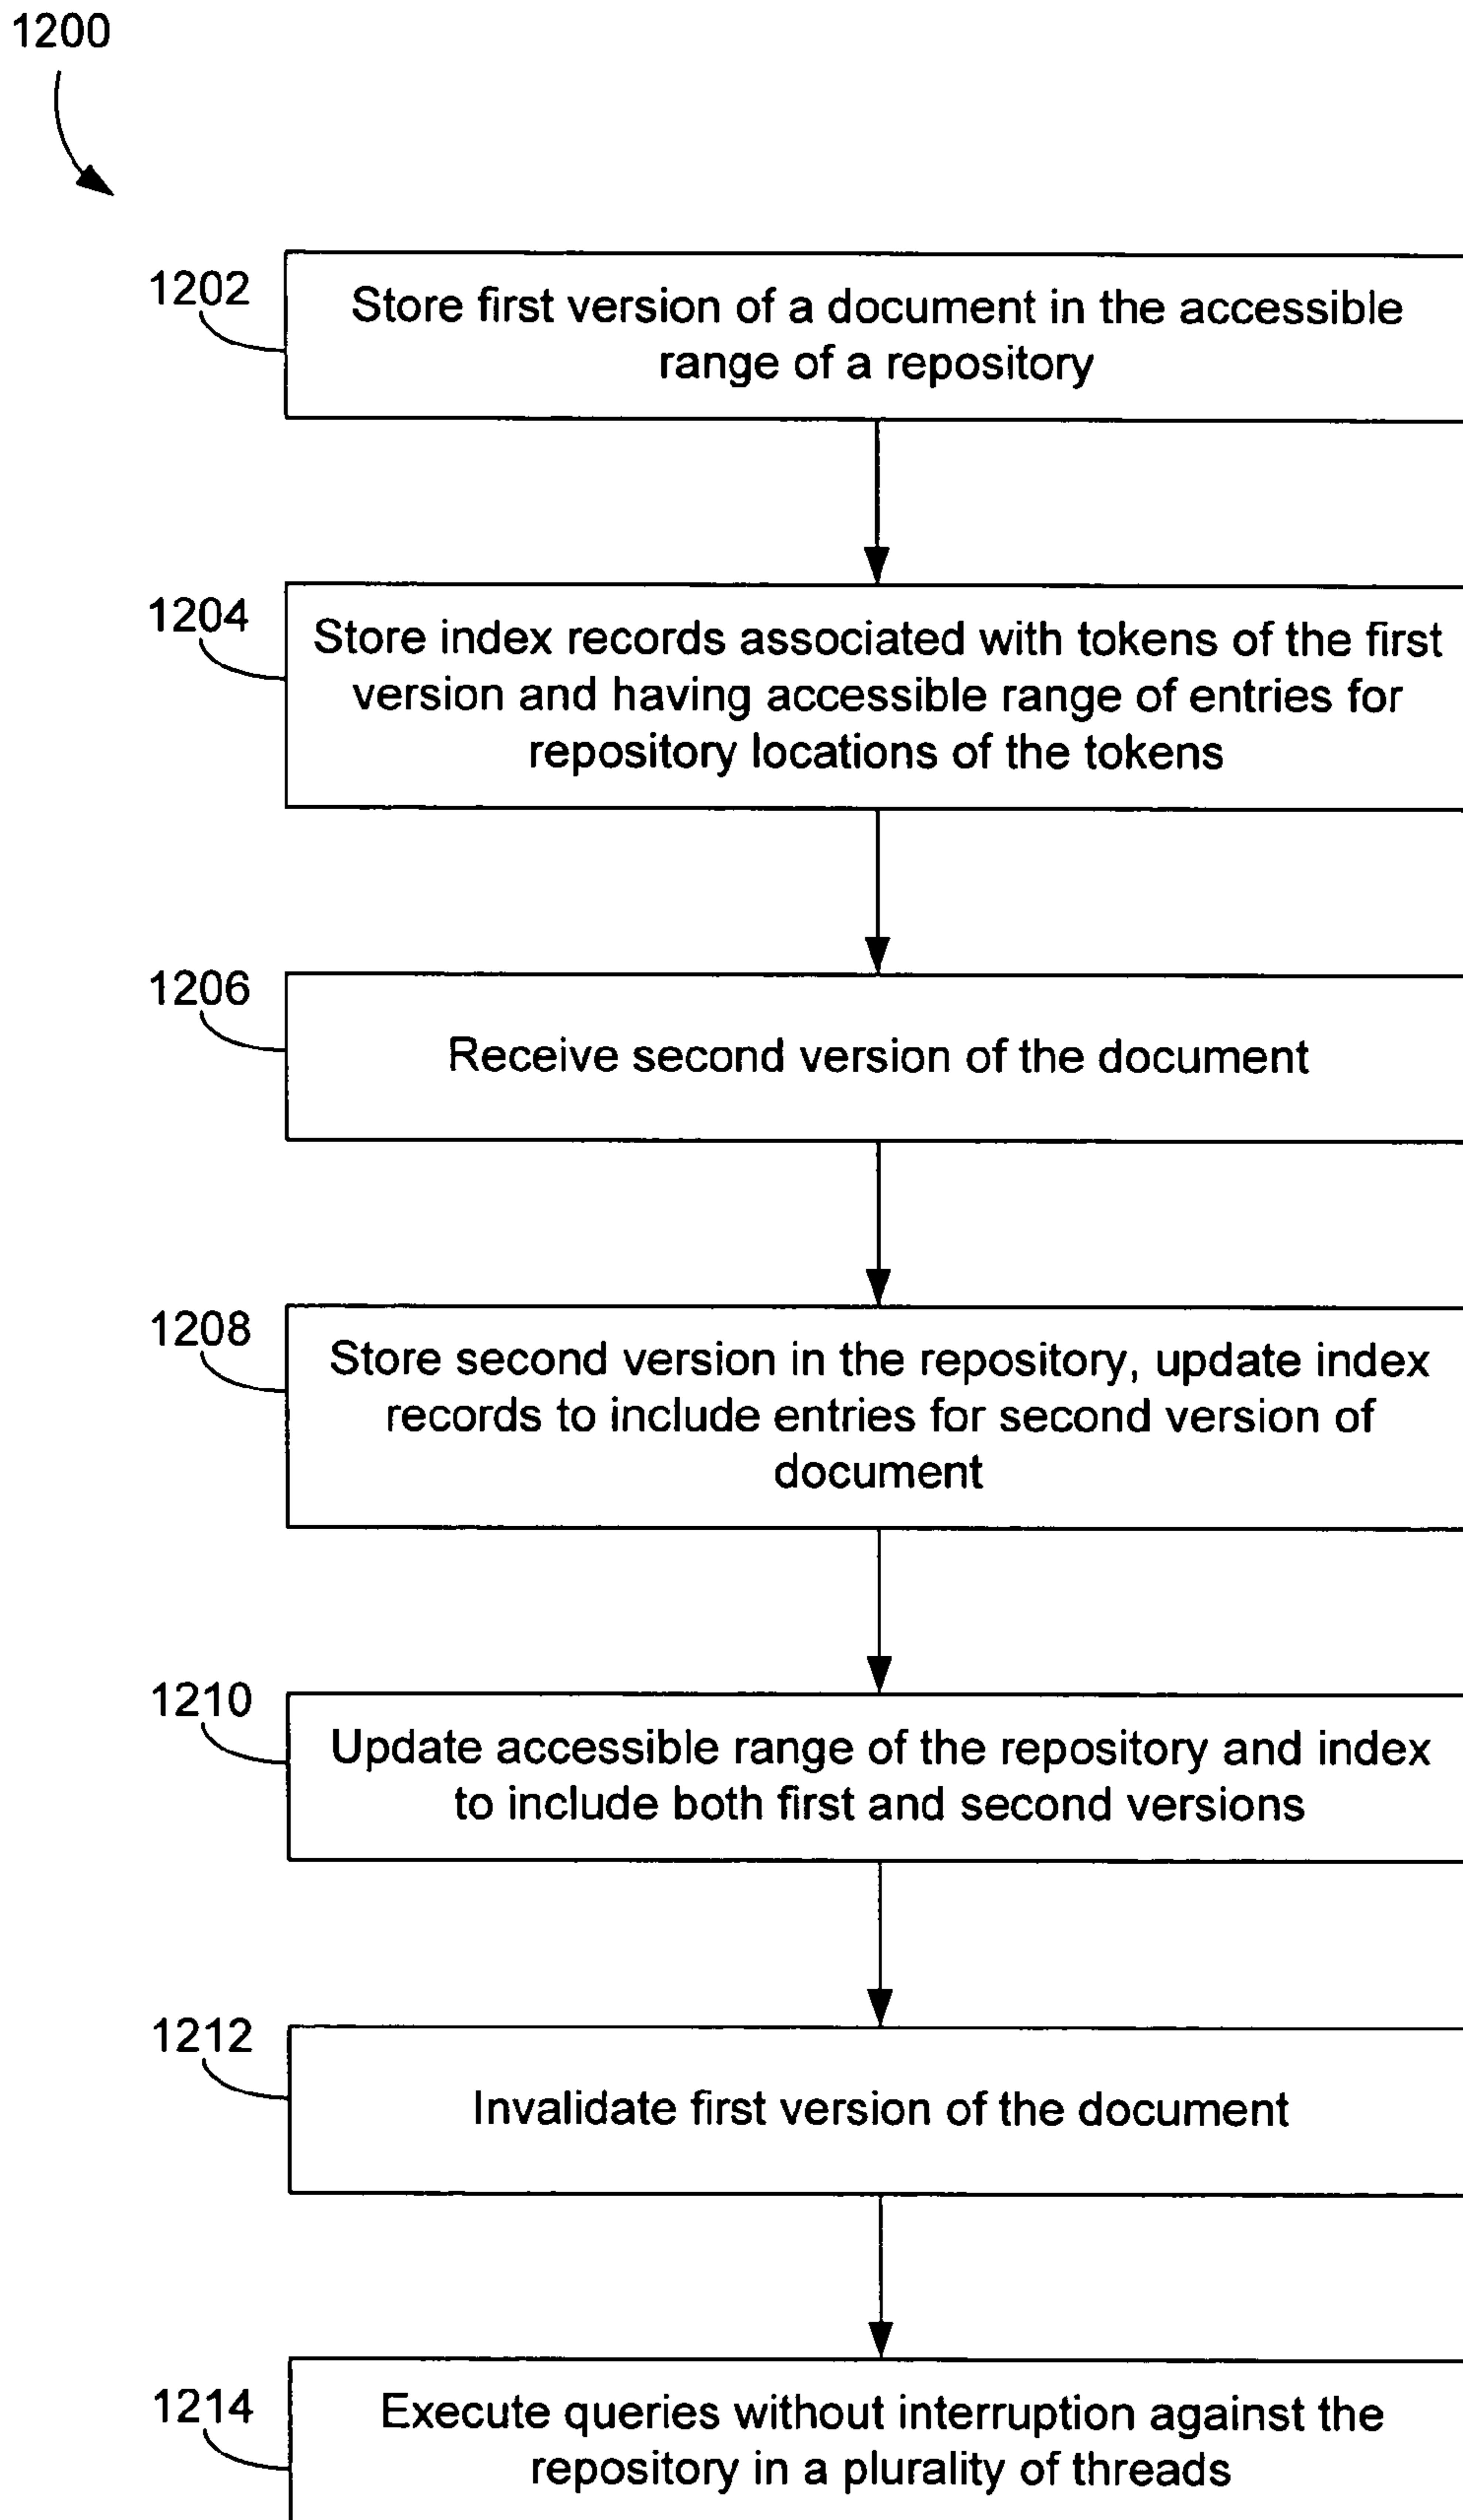 1200
1202
Store first version of a document in the accessible
range of a repository
1204
Store index records associated with tokens of the first
version and having accessible range of entries for
repository locations of the tokens
1206
Receive second version of the document
1208
Store second version in the repository, update index
records to include entries for second version of
document
1210
Update accessible range of the repository and index
to include both first and second versions
1212
Invalidate first version of the document
1214
Execute queries without interruption against the
repository in a plurality of threads